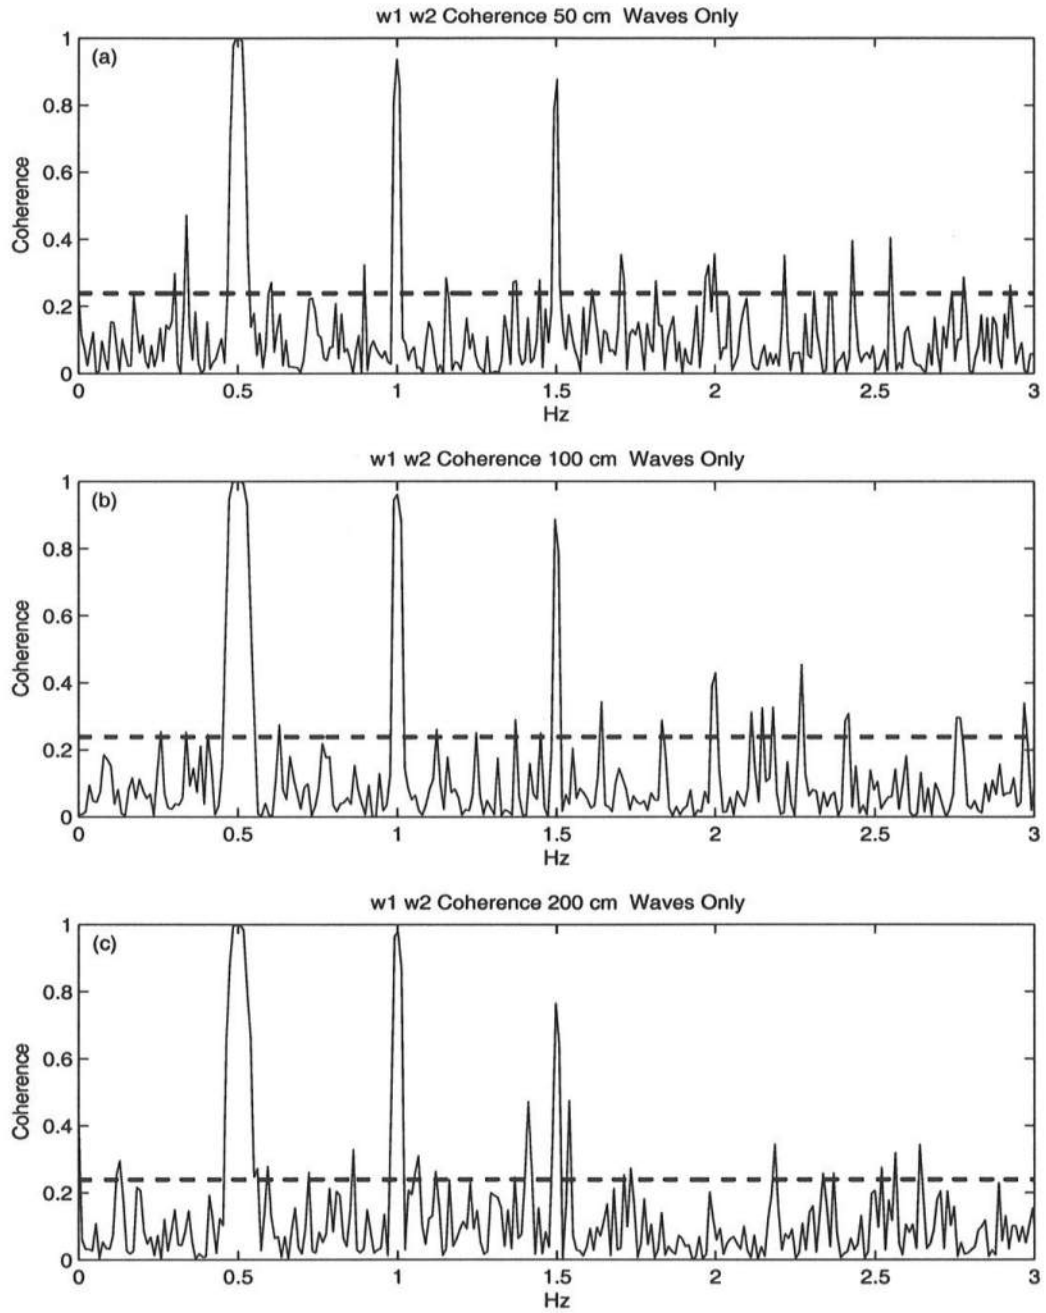 w1 w2 Coherence 50 cm Waves Only
(a)
1
0.8
0.6
0.4
0.2
0
Coherence
0 0.5 1 1.5 2 2.5 3
Hz
w1 w2 Coherence 100 cm Waves Only
(b)
1
0.8
0.6
0.4
0.2
0
Coherence
0 0.5 1 1.5 2 2.5 3
Hz
w1 w2 Coherence 200 cm Waves Only
(c)
1
0.8
0.6
0.4
0.2
0
Coherence
0 0.5 1 1.5 2 2.5 3
Hz